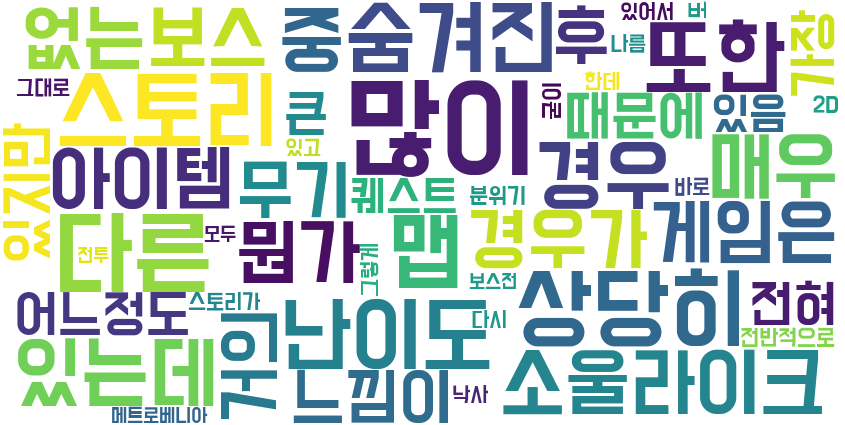 없는 보스 중 숨겨진 후 있어서 버
나름 또한 가장
그대로 스토리 큰 많이 굳이 한데 때문에 있음 2D
있지만 아이템 있고 무기 퀘스트 분위기 경우 바로 매우
다른 전투 모두 뭔가 그렇게 맵 경우가 게임은
어느정도 스토리가 난이도 보스전 다시 상당히 전혀
있는데 거의 느낌이 낙사 소울라이크 전반적으로
메트로베니아